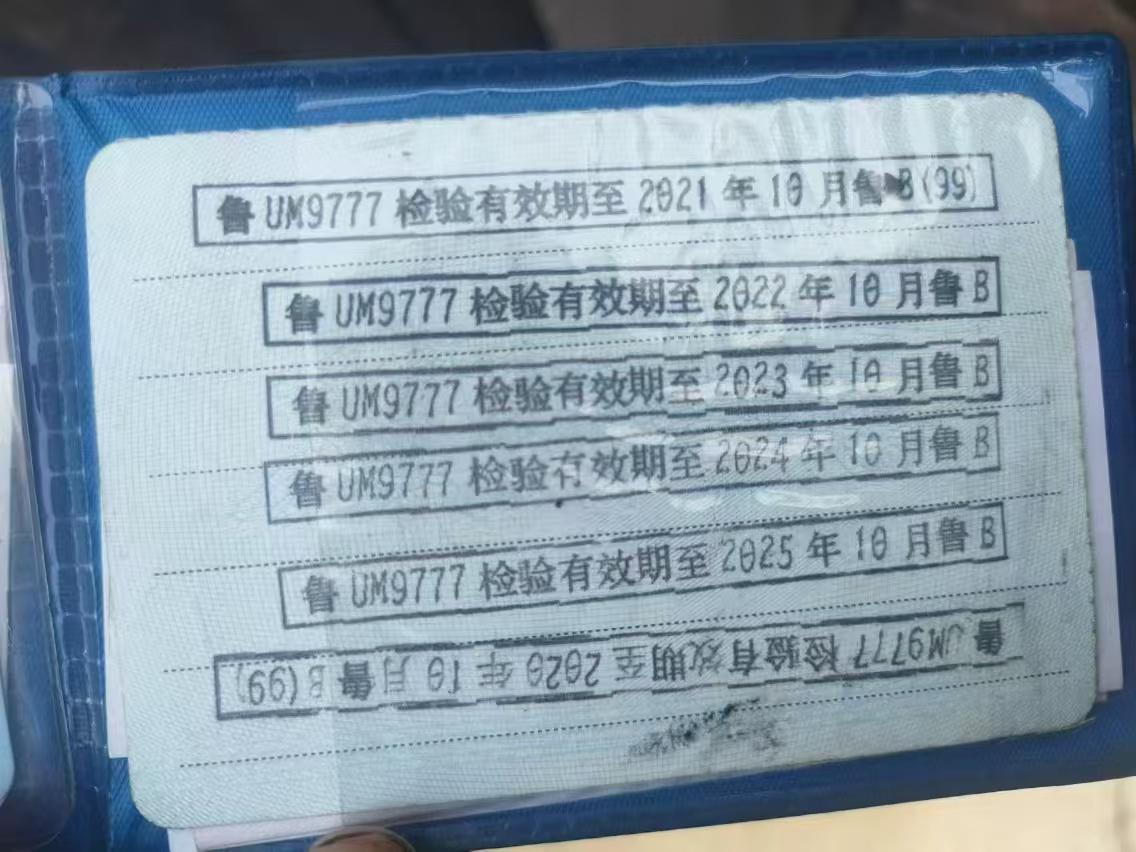 鲁 UM9777 检验有效期至 2021 年 10 月鲁 B(99)
鲁 UM9777 检验有效期至 2022 年 10 月鲁 B
鲁 UM9777 检验有效期至 2023 年 10 月鲁 B
鲁 UM9777 检验有效期至 2024 年 10 月鲁 B
鲁 UM9777 检验有效期至 2025 年 10 月鲁 B
鲁 UM9777 检验有效期至 2020 年 10 月鲁 B(99)